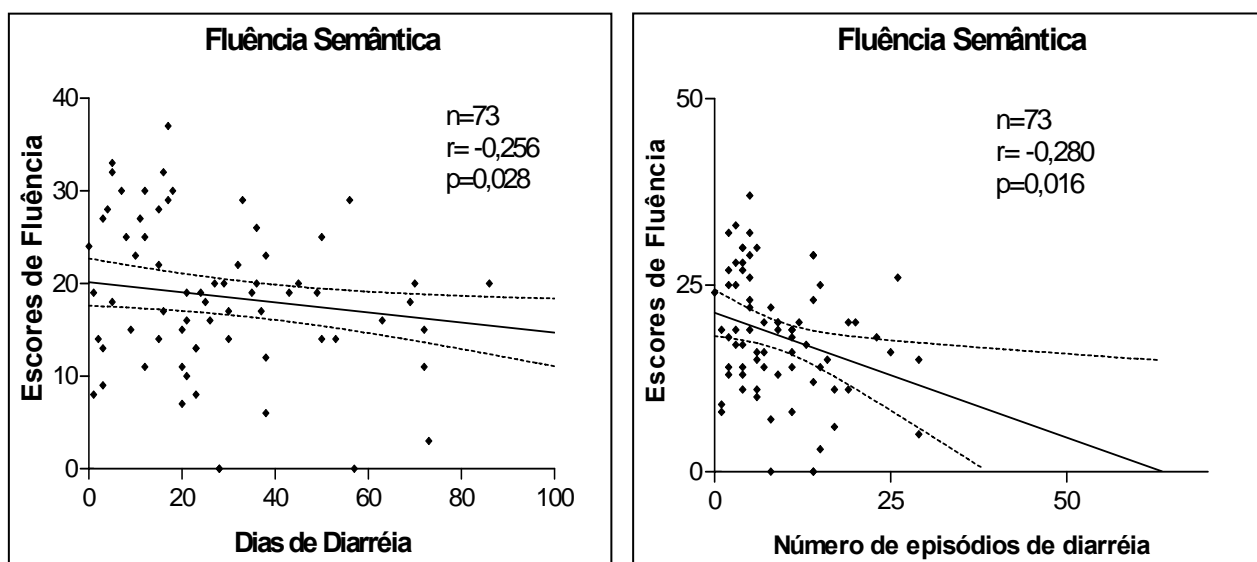 Fluência Semântica
n=73
r= -0,256
p=0,028
Escores de Fluência
40
30
20
10
0
0 20 40 60 80 100
Dias de Diarréia
Fluência Semântica
n=73
r= -0,280
p=0,016
Escores de Fluência
50
25
0
0 25 50
Número de episódios de diarréia